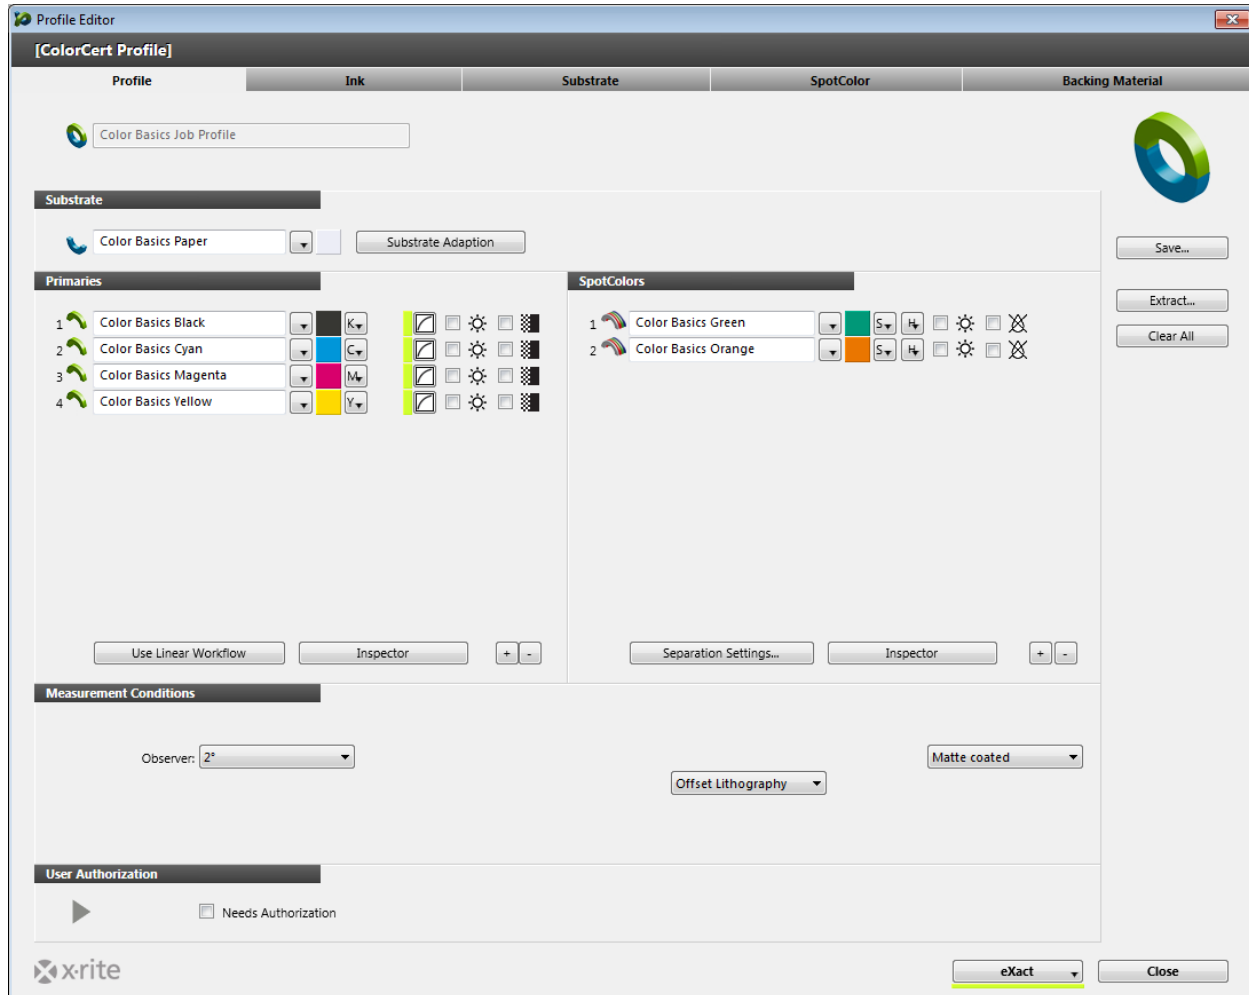 Profile Editor
[ColorCert Profile]
Profile Ink Substrate SpotColor Backing Material
Color Basics Job Profile
Substrate
Color Basics Paper Substrate Adaption
Save...
Primaries SpotColors
Extract...
1 Color Basics Black K 1 Color Basics Green S H
Clear All
2 Color Basics Cyan C 2 Color Basics Orange S H
3 Color Basics Magenta M
4 Color Basics Yellow Y
Use Linear Workflow Inspector + - Separation Settings... Inspector + -
Measurement Conditions
Observer: 2° Matte coated
Offset Lithography
User Authorization
Needs Authorization
x·rite eXact Close